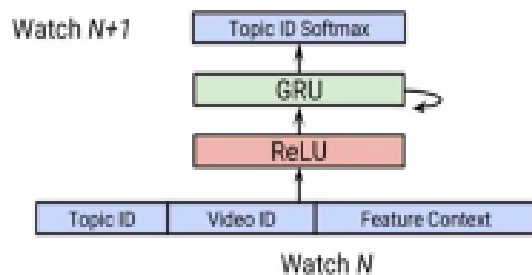 Watch N+1
Topic ID Softmax
GRU
ReLU
Topic ID
Video ID
Feature Context
Watch N